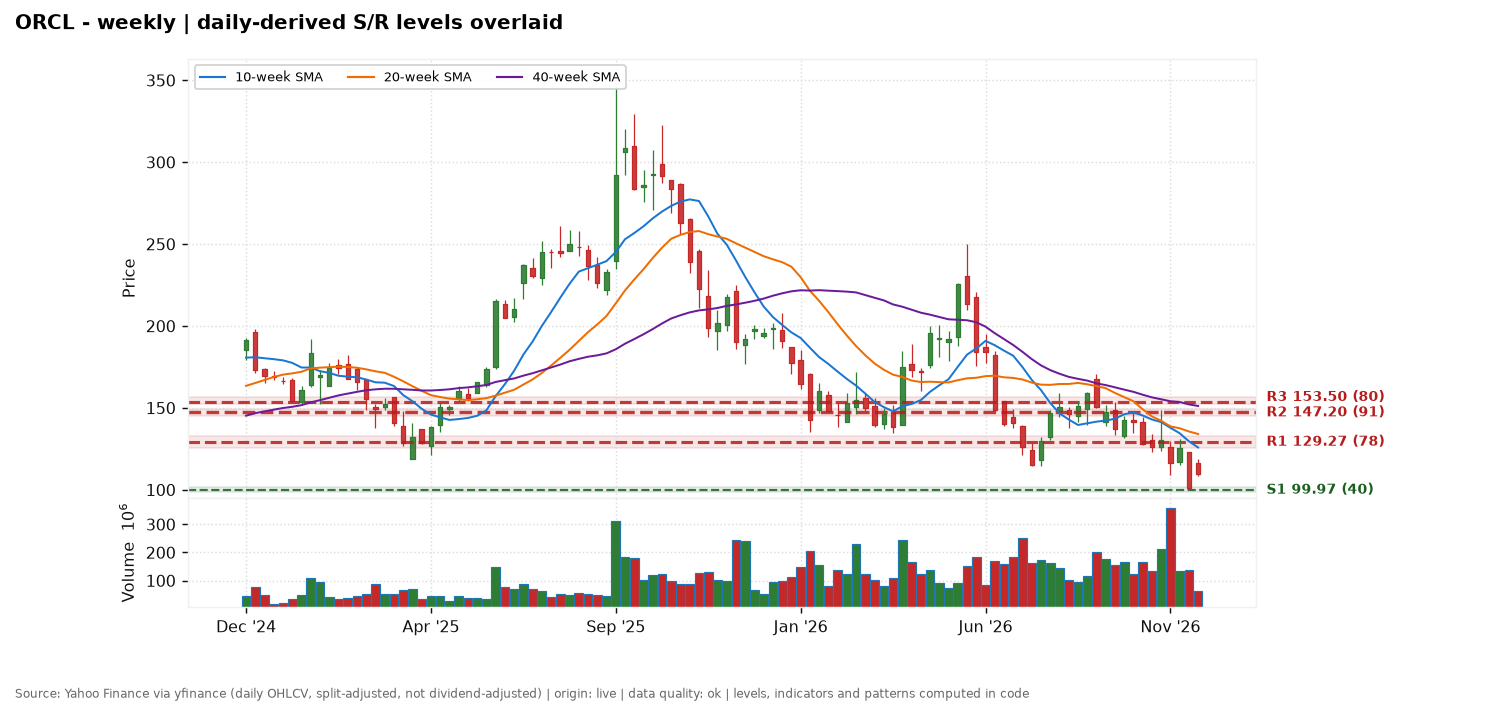 ORCL - weekly | daily-derived S/R levels overlaid
10-week SMA 20-week SMA 40-week SMA
350
300
250
200
150
100
Price
R3 153.50 (80)
R2 147.20 (91)
R1 129.27 (78)
S1 99.97 (40)
300
200
100
Volume 10^6
Dec '24 Apr '25 Sep '25 Jan '26 Jun '26 Nov '26
Source: Yahoo Finance via yfinance (daily OHLCV, split-adjusted, not dividend-adjusted) | origin: live | data quality: ok | levels, indicators and patterns computed in code